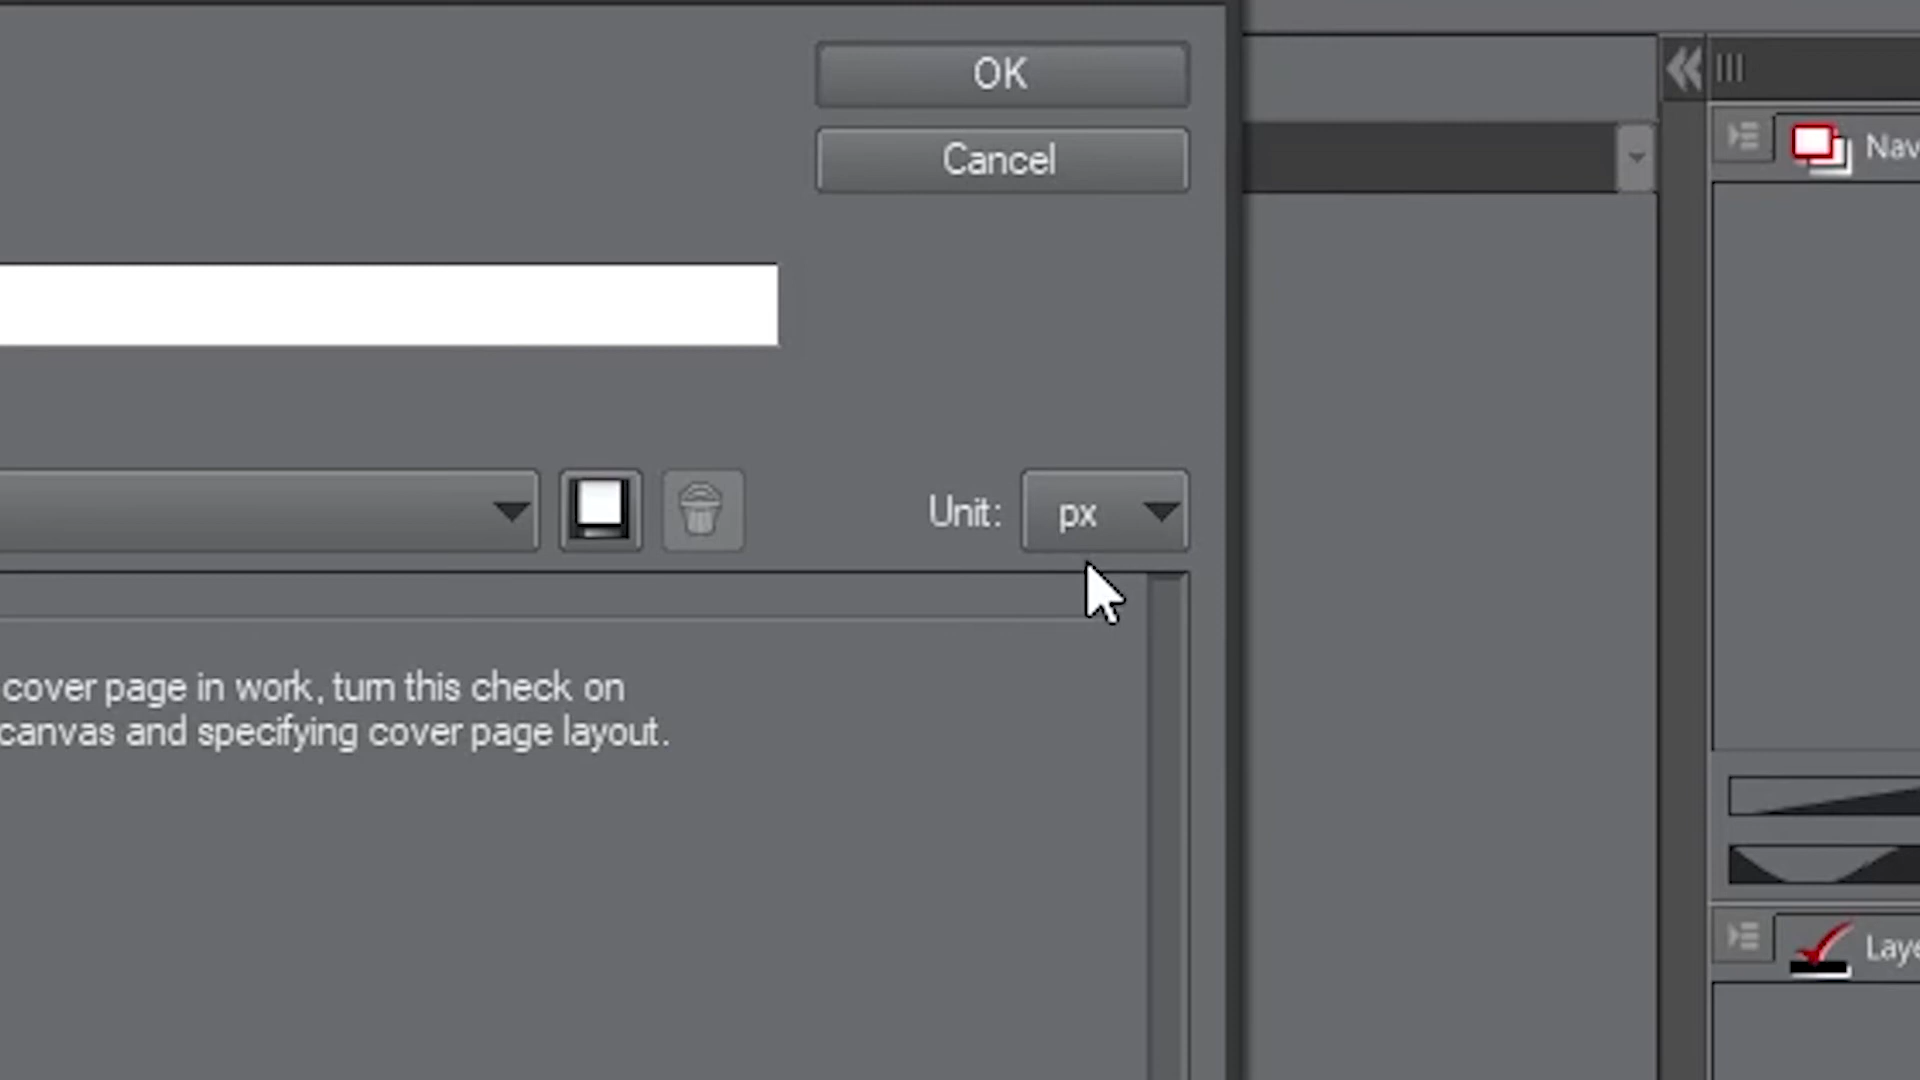 OK
Cancel
Nav
Unit: px
cover page in work, turn this check on
canvas and specifying cover page layout.
Laye